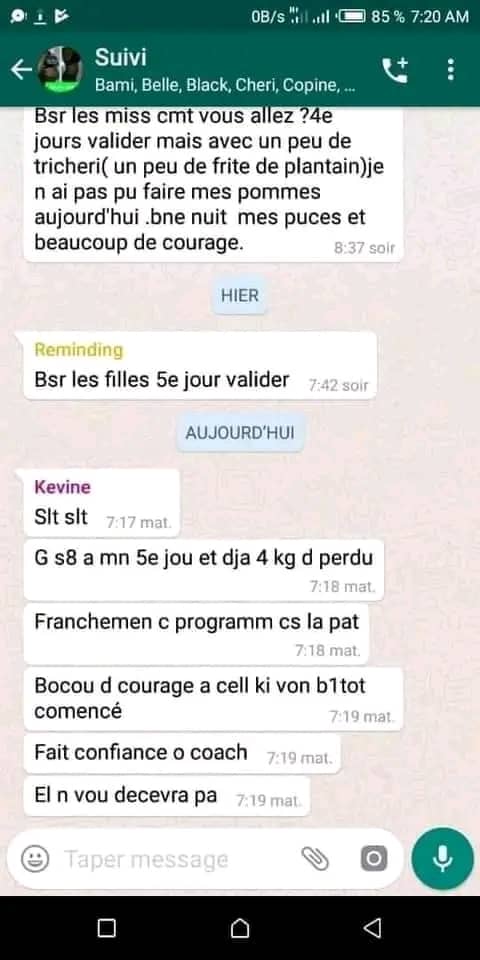 0B/s 85 % 7:20 AM
Suivi
Bami, Belle, Black, Cheri, Copine, ...
Bsr les miss cmt vous allez ?4e
jours valider mais avec un peu de
tricheri( un peu de frite de plantain)je
n ai pas pu faire mes pommes
aujourd'hui .bne nuit mes puces et
beaucoup de courage.
8:37 soir
HIER
Reminding
Bsr les filles 5e jour valider 7:42 soir
AUJOURD'HUI
Kevine
Slt slt 7:17 mat.
G s8 a mn 5e jou et dja 4 kg d perdu
7:18 mat.
Franchemen c programm cs la pat
7:18 mat.
Bocou d courage a cell ki von b1tot
comencé 7:19 mat.
Fait confiance o coach 7:19 mat.
El n vou decevra pa 7:19 mat.
Taper message